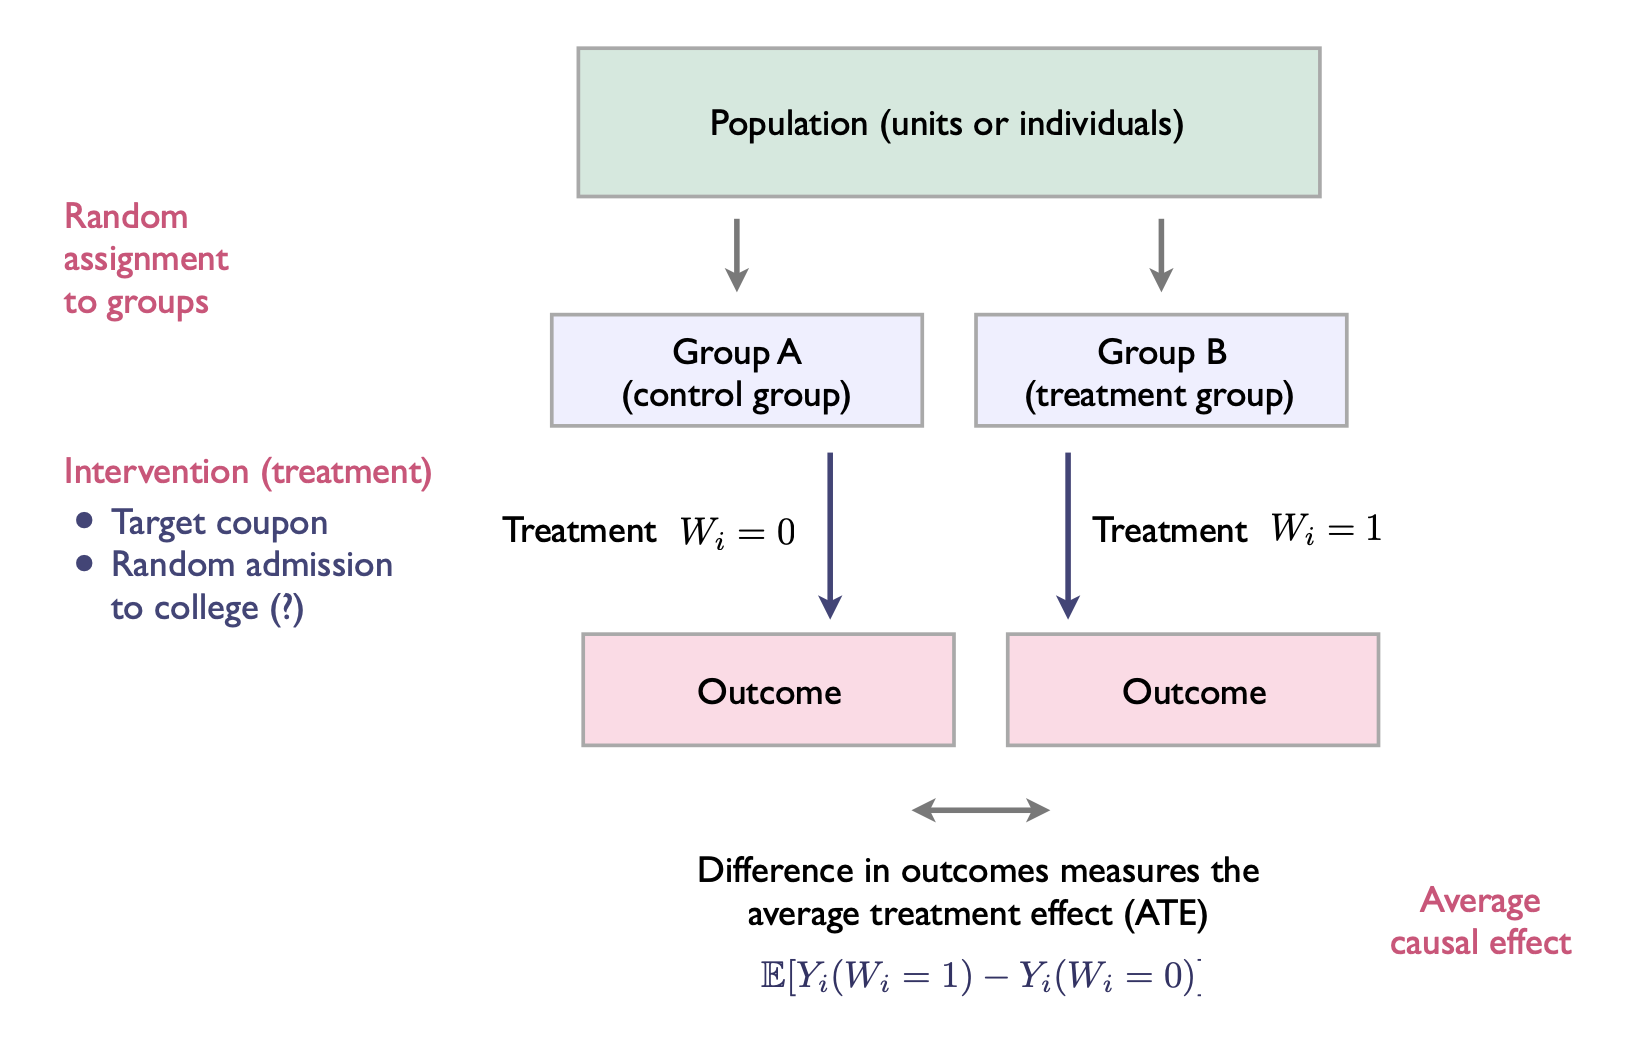 Population (units or individuals)
Random
assignment
to groups
Group A
(control group)
Group B
(treatment group)
Intervention (treatment)
• Target coupon
• Random admission
to college (?)
Treatment W_i = 0
Treatment W_i = 1
Outcome
Outcome
Difference in outcomes measures the
average treatment effect (ATE)
𝔼[Y_i(W_i = 1) − Y_i(W_i = 0)]
Average
causal effect